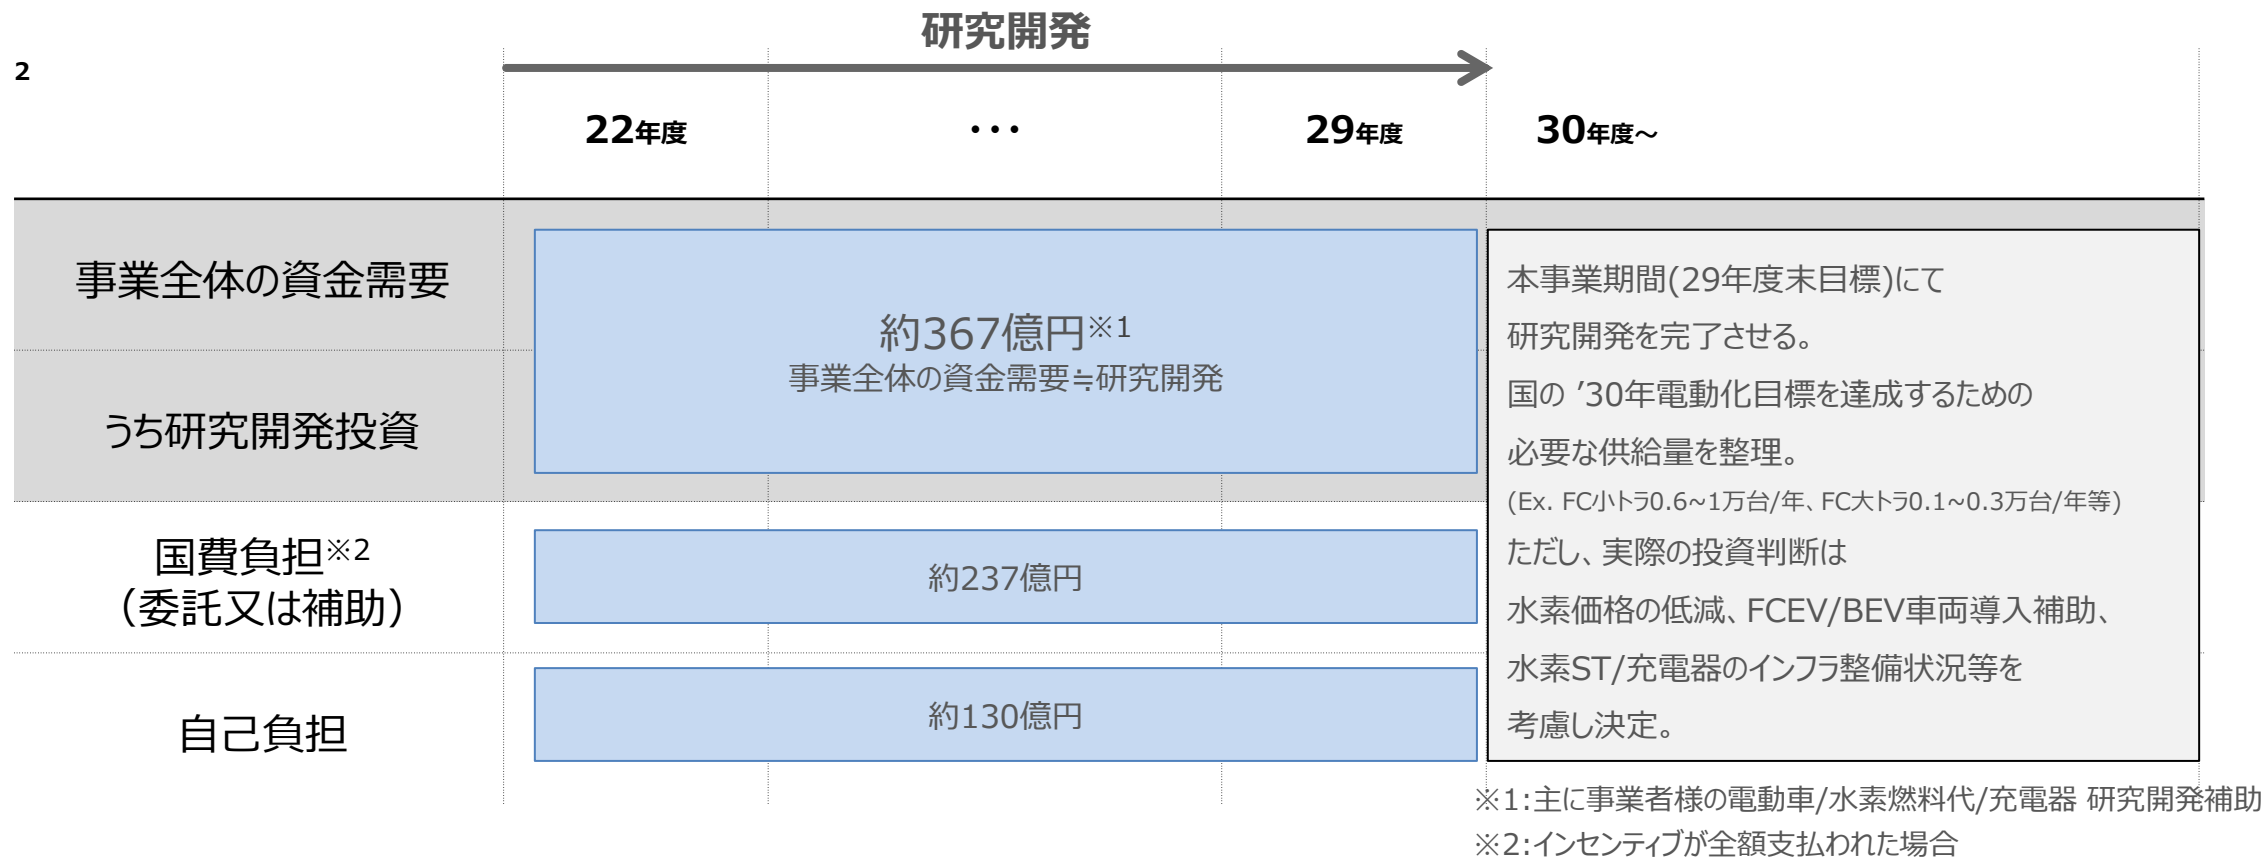 研究開発
2
22年度
･･･
29年度
30年度～
事業全体の資金需要
うち研究開発投資
約367億円※1
事業全体の資金需要≒研究開発
国費負担※2
（委託又は補助）
約237億円
自己負担
約130億円
本事業期間(29年度末目標)にて
研究開発を完了させる。
国の ’30年電動化目標を達成するための
必要な供給量を整理。
(Ex. FC小トラ0.6~1万台/年、FC大トラ0.1~0.3万台/年等)
ただし、実際の投資判断は
水素価格の低減、FCEV/BEV車両導入補助、
水素ST/充電器のインフラ整備状況等を
考慮し決定。
※1:主に事業者様の電動車/水素燃料代/充電器 研究開発補助
※2:インセンティブが全額支払われた場合